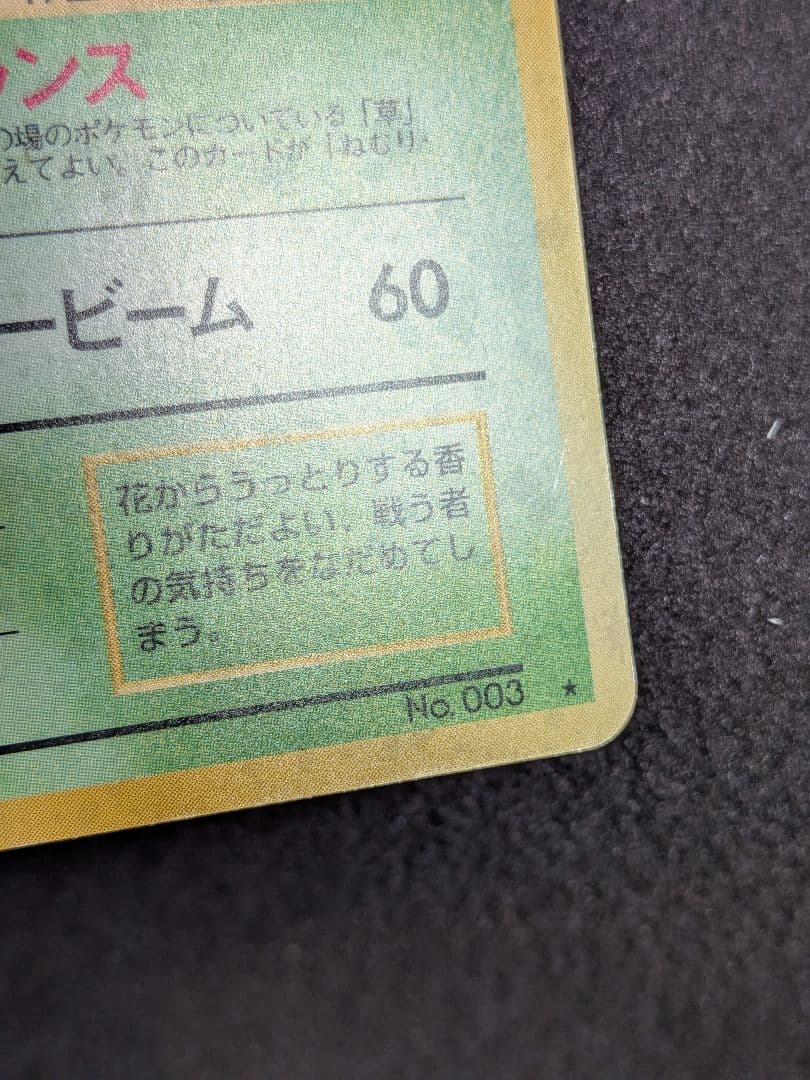 ランス
の場のポケモンについている「草」
えてよい。このカードが「ねむり・
ービーム 60
花からうっとりする香
りがただよい、戦う者
の気持ちをなだめてし
まう。
No.003 ★